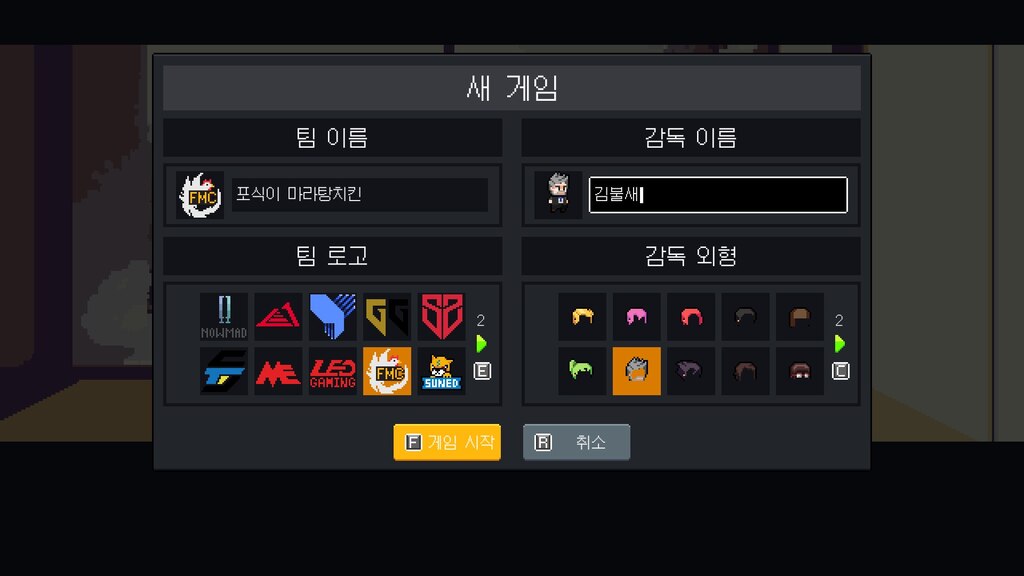 새 게임
팀 이름
감독 이름
FMC
포식이 마라탕치킨
김불새
팀 로고
감독 외형
NOWMAD
GG
2
2
LEO
GAMING
FMC
SUNED
E
C
F 게임 시작
R 취소